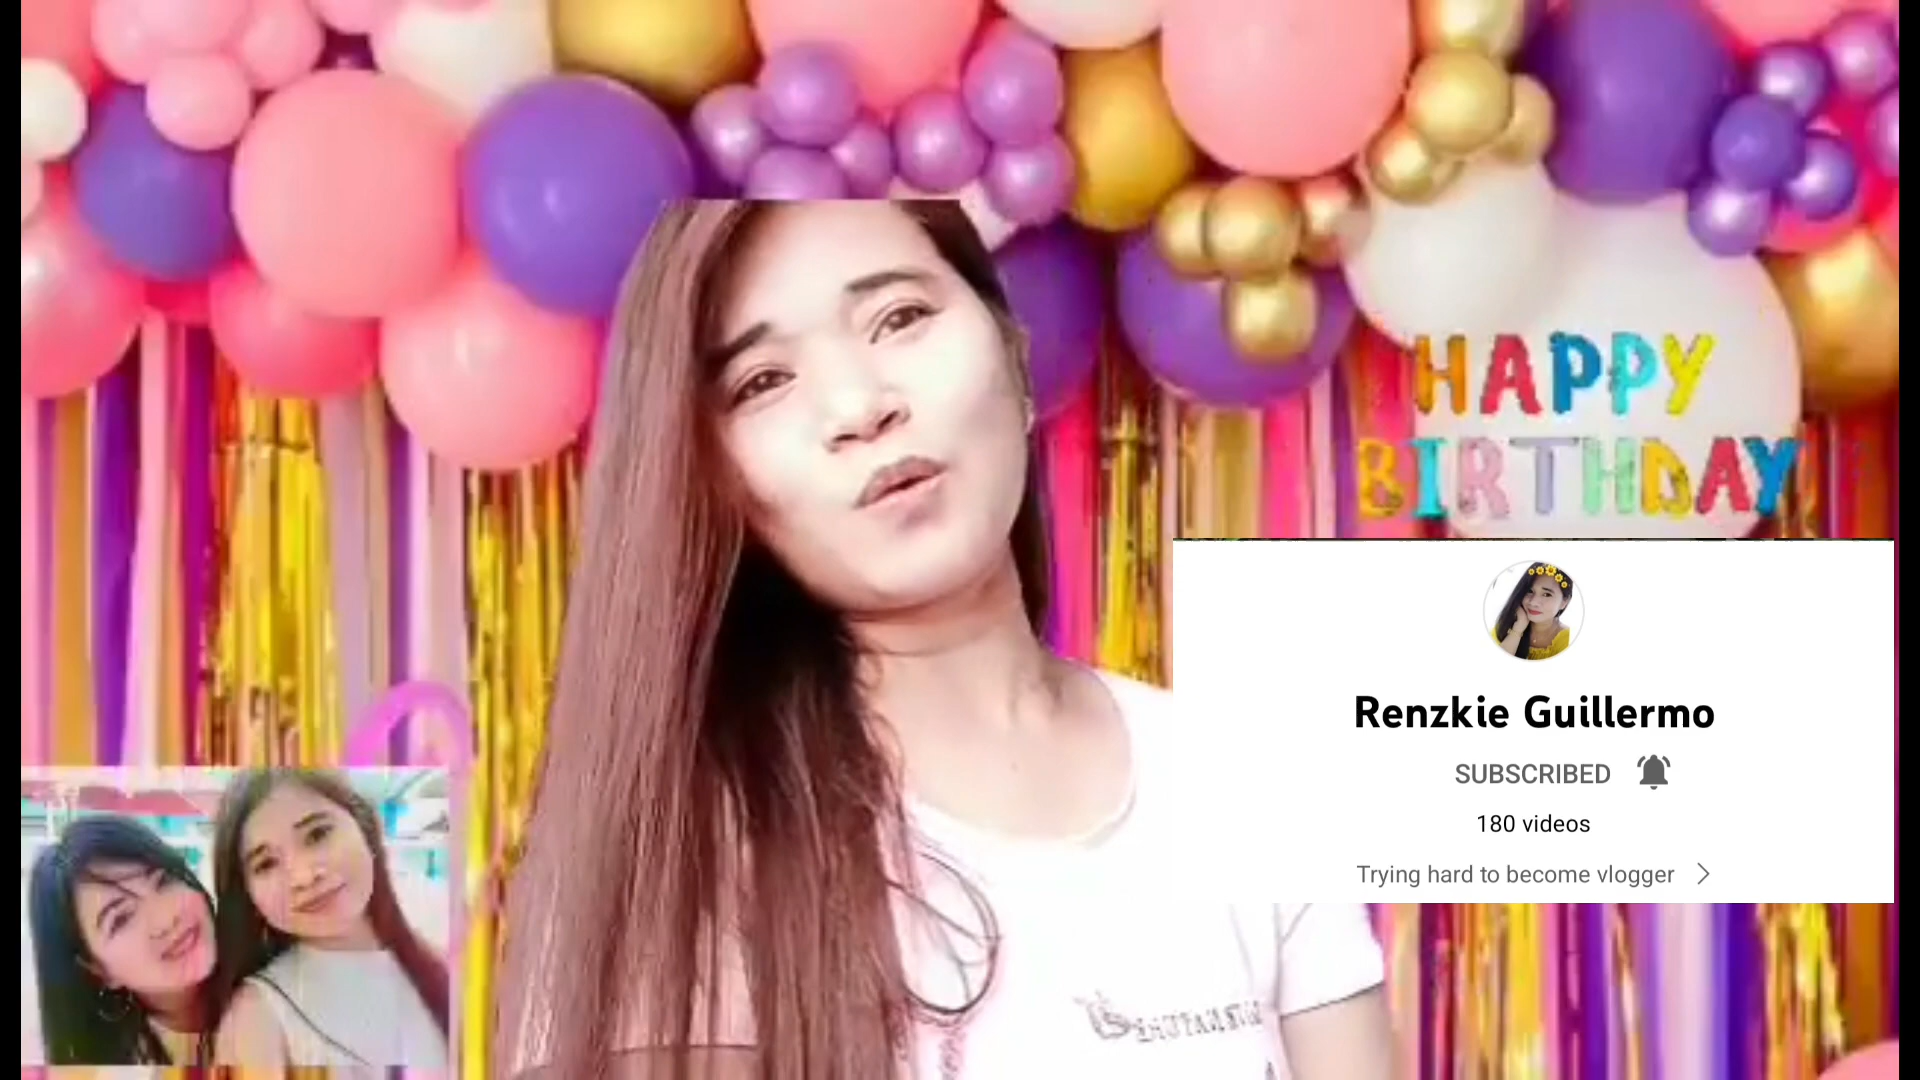 HAPPY
BIRTHDAY
Renzkie Guillermo
SUBSCRIBED
180 videos
Trying hard to become vlogger